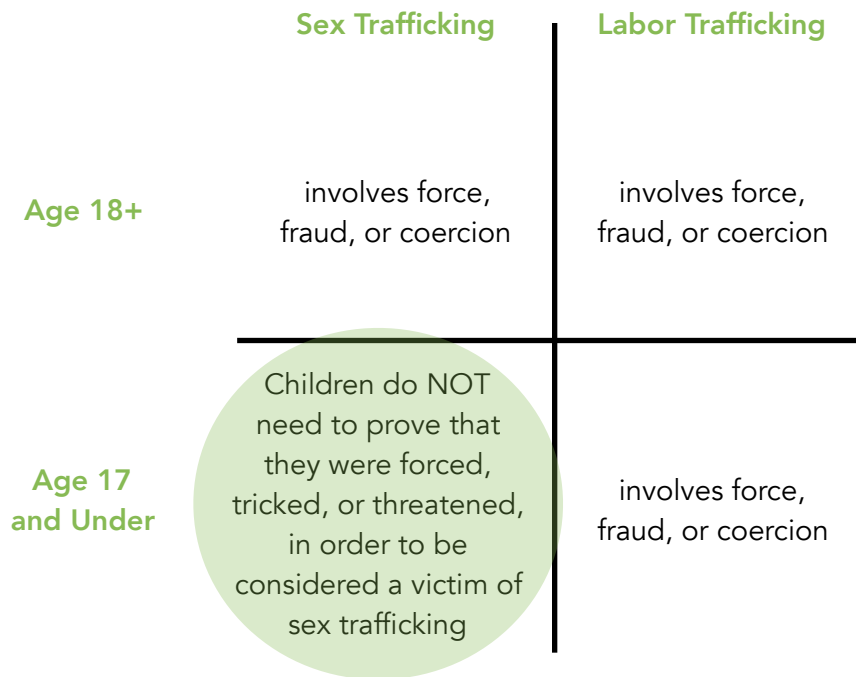 Sex Trafficking
Labor Trafficking
Age 18+
involves force,
fraud, or coercion
involves force,
fraud, or coercion
Age 17
and Under
Children do NOT
need to prove that
they were forced,
tricked, or threatened,
in order to be
considered a victim of
sex trafficking
involves force,
fraud, or coercion